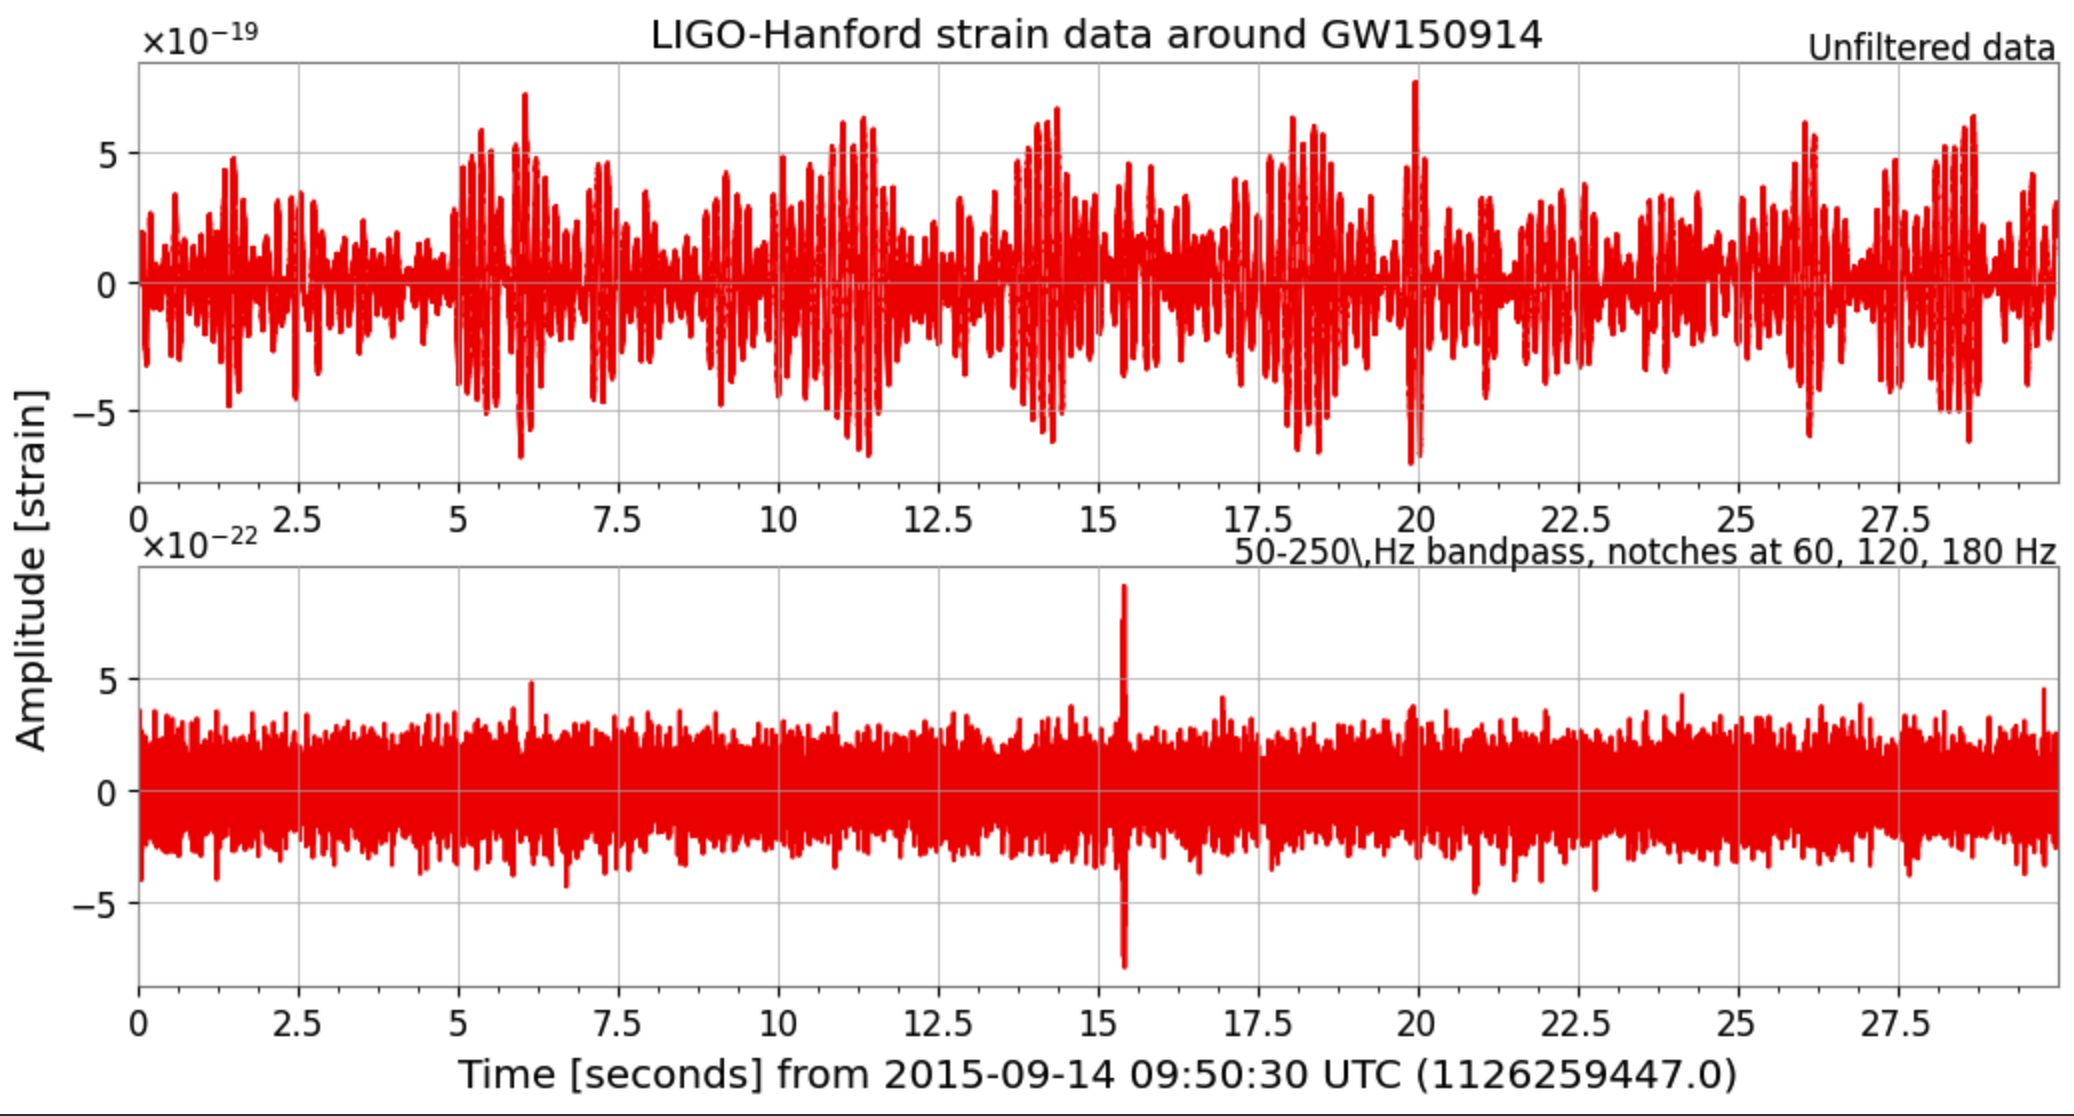 LIGO-Hanford strain data around GW150914
×10⁻¹⁹
Unfiltered data
5
0
−5
0 2.5 5 7.5 10 12.5 15 17.5 20 22.5 25 27.5
×10⁻²²
50-250\,Hz bandpass, notches at 60, 120, 180 Hz
Amplitude [strain]
5
0
−5
0 2.5 5 7.5 10 12.5 15 17.5 20 22.5 25 27.5
Time [seconds] from 2015-09-14 09:50:30 UTC (1126259447.0)